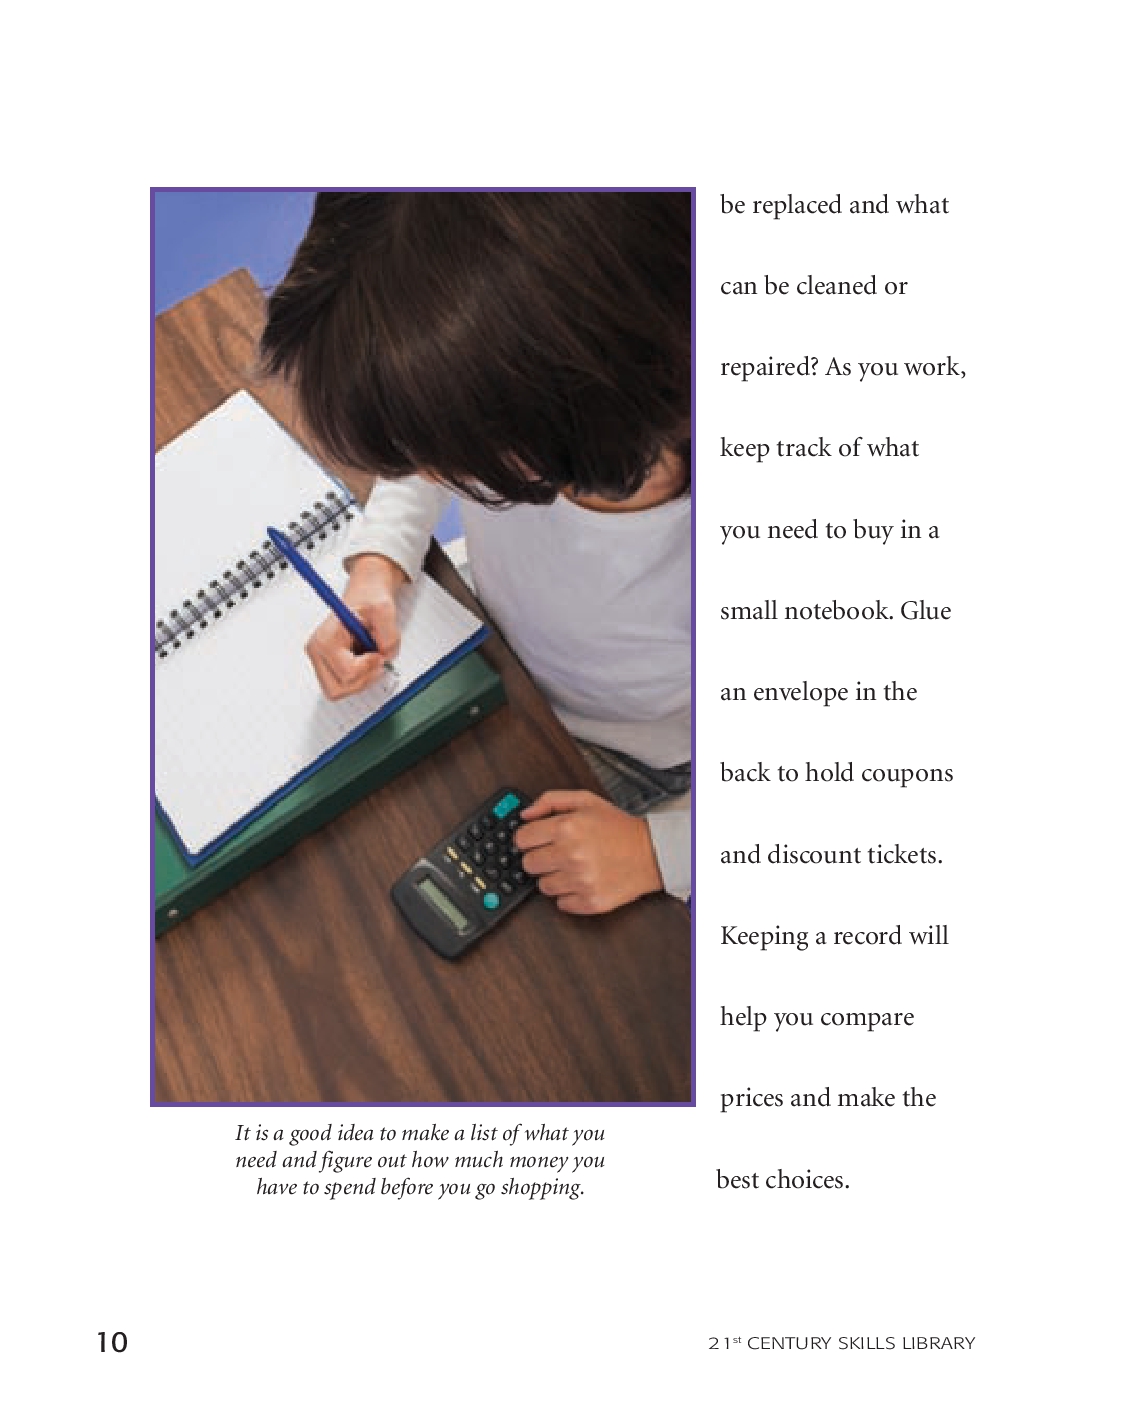 be replaced and what
can be cleaned or
repaired? As you work,
keep track of what
you need to buy in a
small notebook. Glue
an envelope in the
back to hold coupons
and discount tickets.
Keeping a record will
help you compare
prices and make the
best choices.
It is a good idea to make a list of what you
need and figure out how much money you
have to spend before you go shopping.
10
21st CENTURY SKILLS LIBRARY